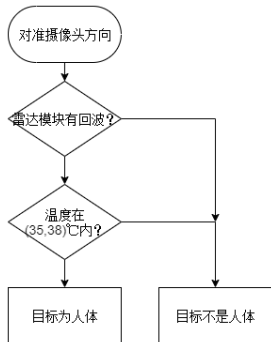 对准摄像头方向
雷达模块有回波?
温度在
(35,38)℃内?
目标为人体
目标不是人体